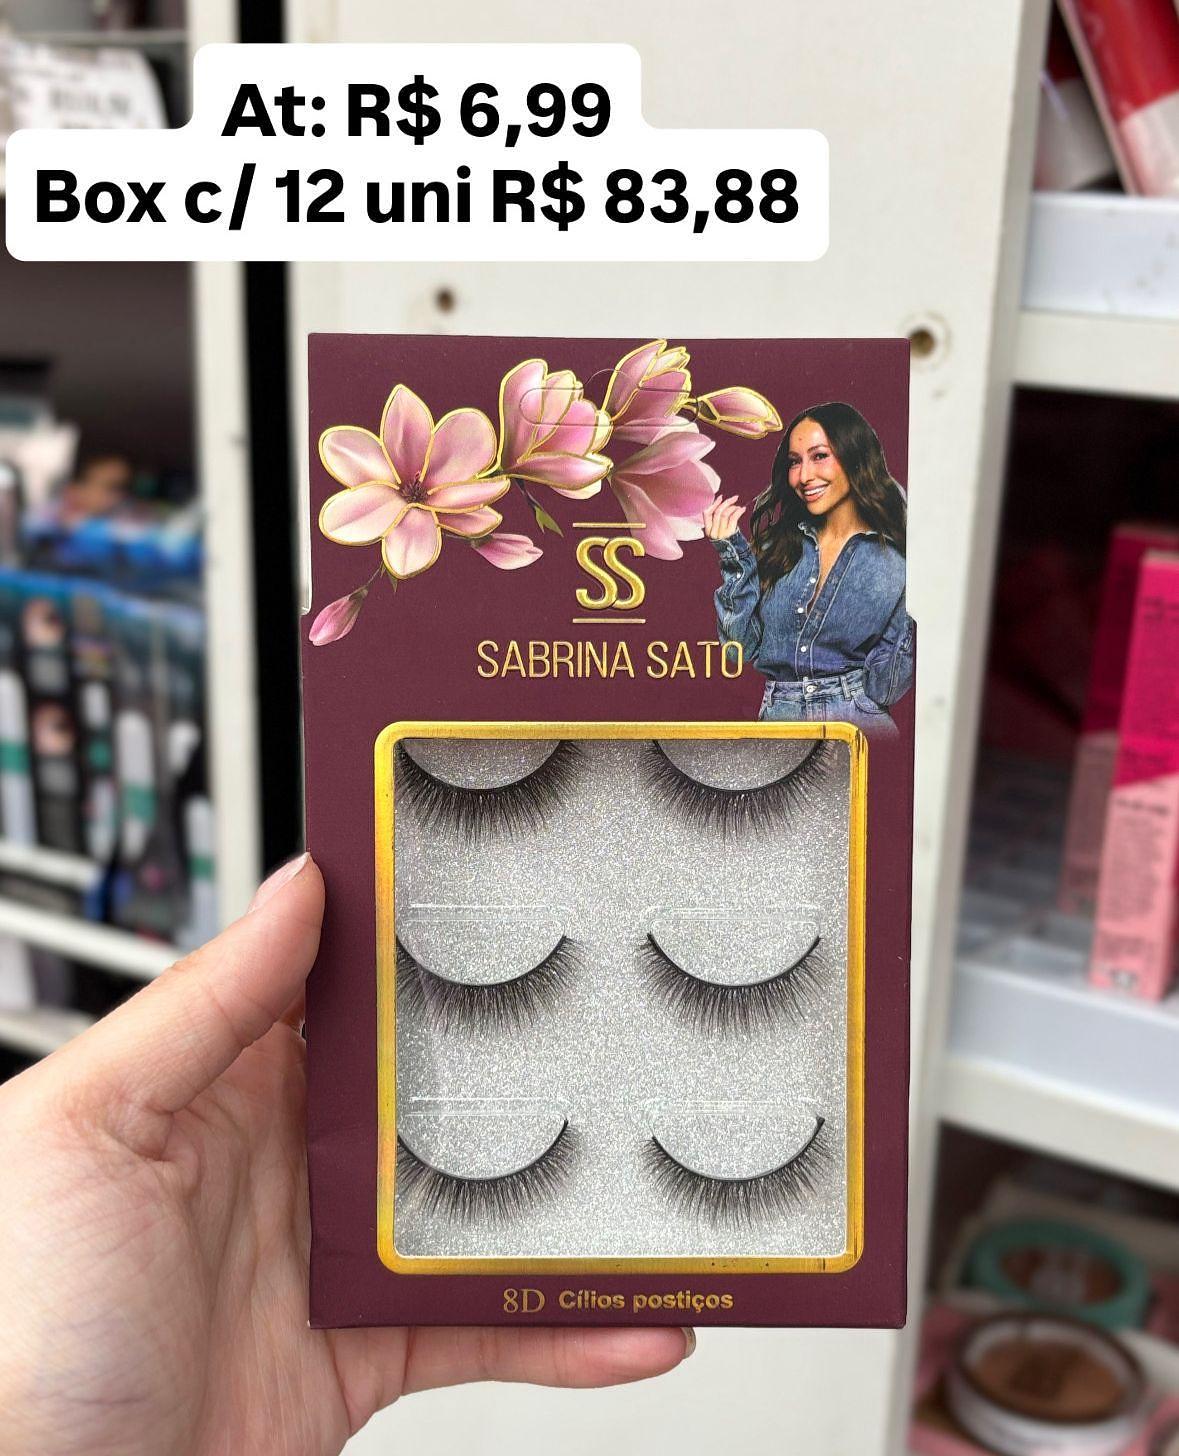 At: R$ 6,99
Box c/ 12 uni R$ 83,88
SS
SABRINA SATO
8D Cílios postiços